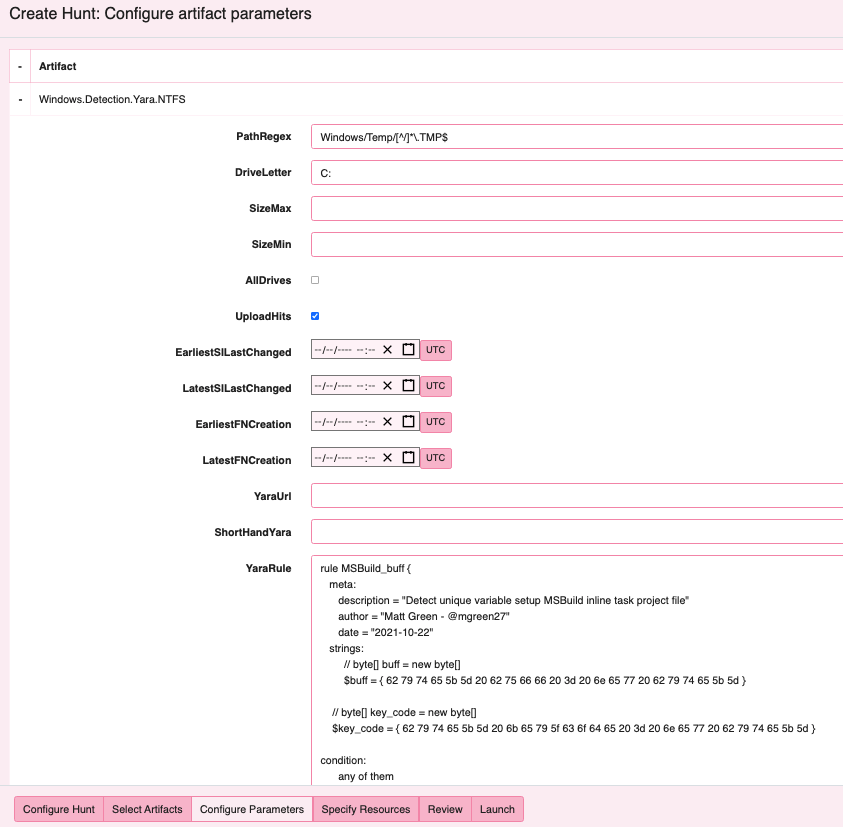 Create Hunt: Configure artifact parameters
- Artifact
- Windows.Detection.Yara.NTFS
PathRegex Windows/Temp/[^/]*\.TMP$
DriveLetter C:
SizeMax
SizeMin
AllDrives
UploadHits
EarliestSILastChanged --/--/---- --:-- UTC
LatestSILastChanged --/--/---- --:-- UTC
EarliestFNCreation --/--/---- --:-- UTC
LatestFNCreation --/--/---- --:-- UTC
YaraUrl
ShortHandYara
YaraRule rule MSBuild_buff {
meta:
description = "Detect unique variable setup MSBuild inline task project file"
author = "Matt Green - @mgreen27"
date = "2021-10-22"
strings:
// byte[] buff = new byte[]
$buff = { 62 79 74 65 5b 5d 20 62 75 66 66 20 3d 20 6e 65 77 20 62 79 74 65 5b 5d }
// byte[] key_code = new byte[]
$key_code = { 62 79 74 65 5b 5d 20 6b 65 79 5f 63 6f 64 65 20 3d 20 6e 65 77 20 62 79 74 65 5b 5d }
condition:
any of them
Configure Hunt Select Artifacts Configure Parameters Specify Resources Review Launch